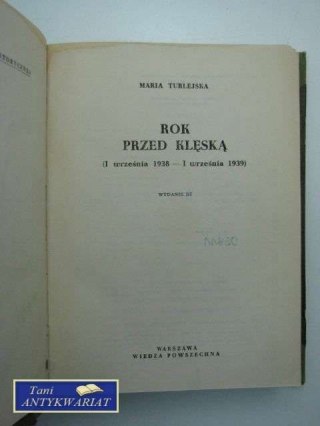 MARIA TURLEJSKA
ROK
PRZED KLĘSKĄ
(1 września 1938 — 1 września 1939)
WYDANIE III
WARSZAWA
WIEDZA POWSZECHNA
Tani
ANTYKWARIAT